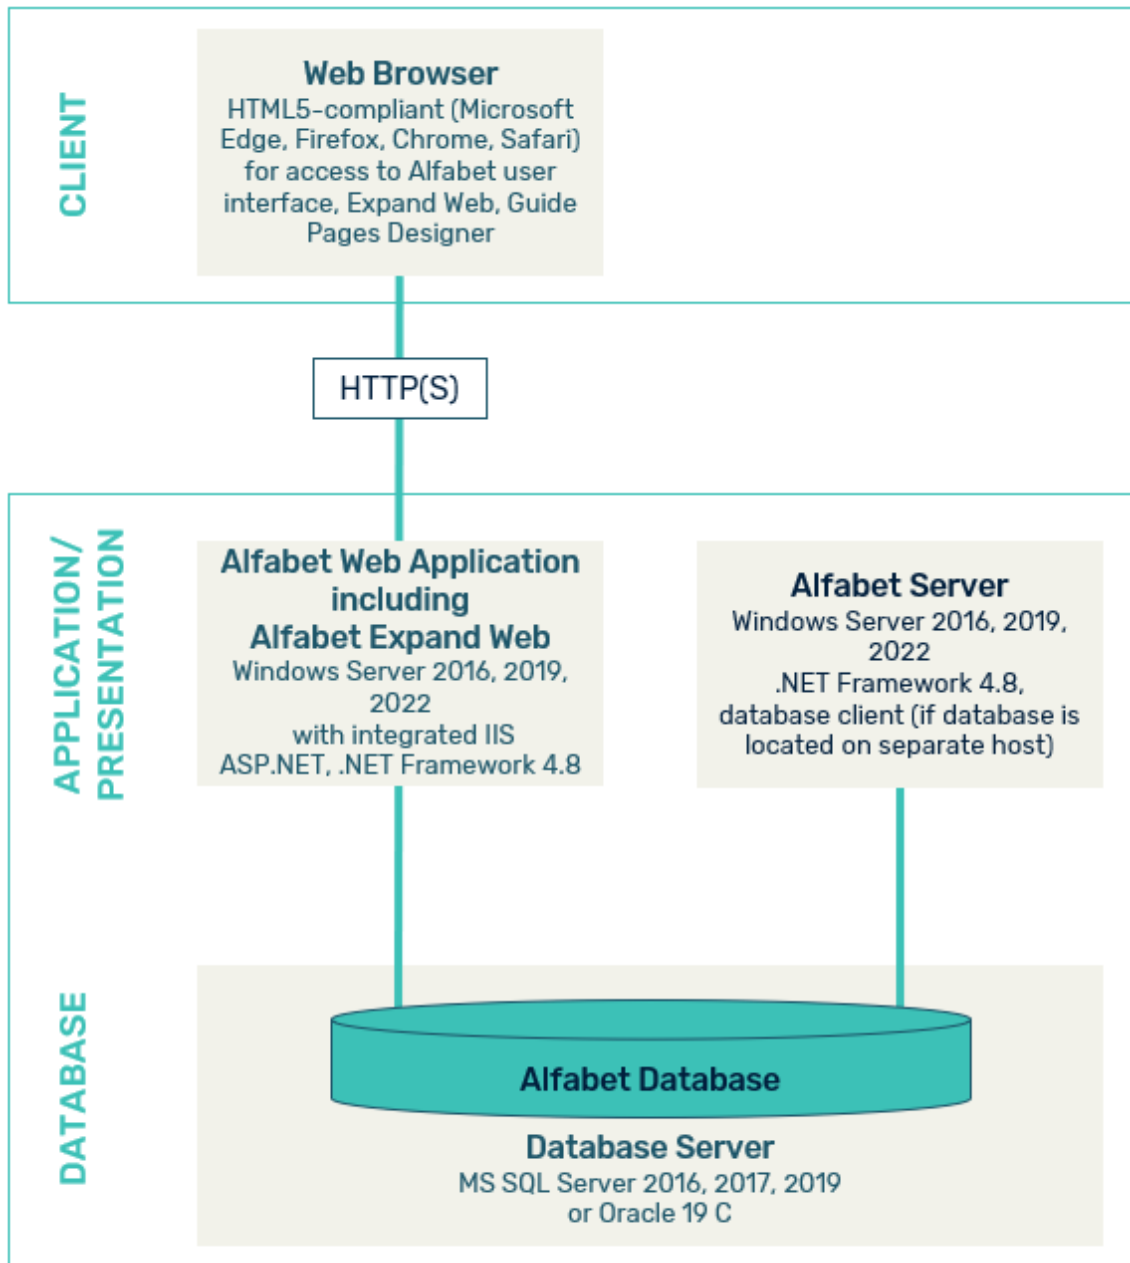 CLIENT
Web Browser
HTML5-compliant (Microsoft
Edge, Firefox, Chrome, Safari)
for access to Alfabet user
interface, Expand Web, Guide
Pages Designer
HTTP(S)
APPLICATION/
PRESENTATION
Alfabet Web Application
including
Alfabet Expand Web
Windows Server 2016, 2019,
2022
with integrated IIS
ASP.NET, .NET Framework 4.8
Alfabet Server
Windows Server 2016, 2019,
2022
.NET Framework 4.8,
database client (if database is
located on separate host)
DATABASE
Alfabet Database
Database Server
MS SQL Server 2016, 2017, 2019
or Oracle 19 C